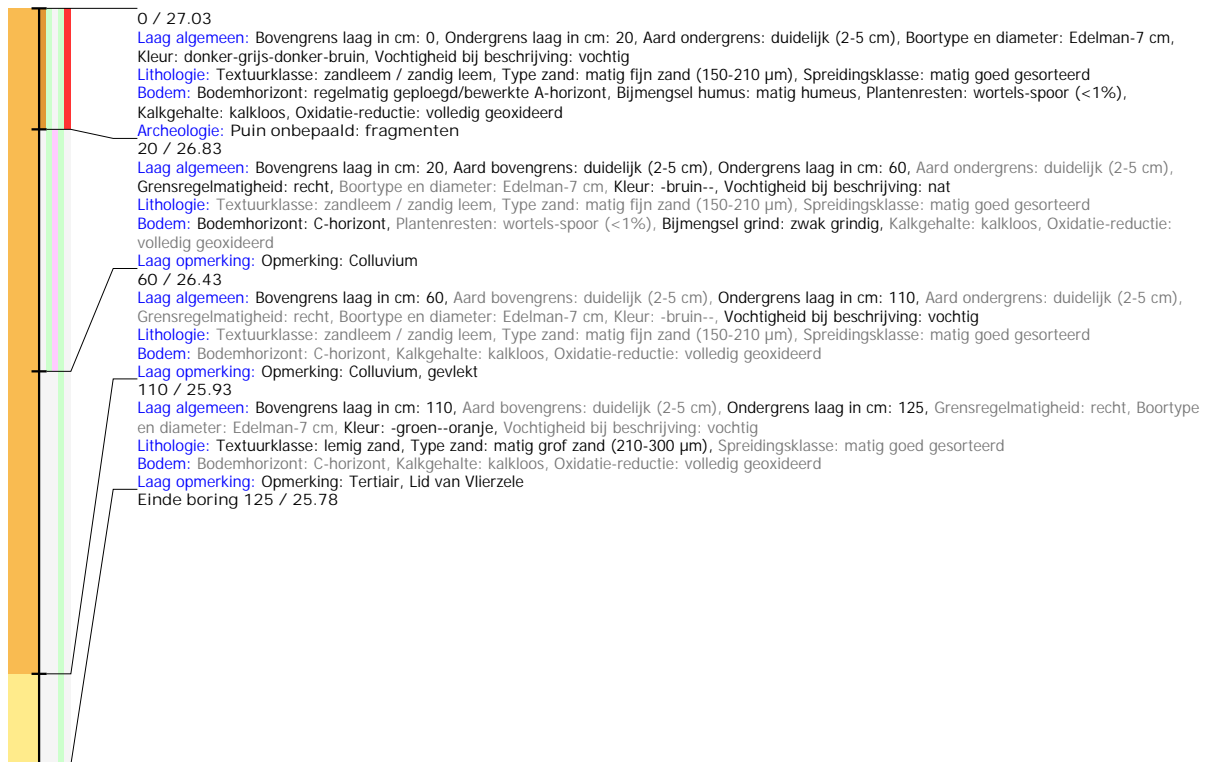 0 / 27.03
Laag algemeen: Bovengrens laag in cm: 0, Ondergrens laag in cm: 20, Aard ondergrens: duidelijk (2-5 cm), Boortype en diameter: Edelman-7 cm,
Kleur: donker-grijs-donker-bruin, Vochtigheid bij beschrijving: vochtig
Lithologie: Textuurklasse: zandleem / zandig leem, Type zand: matig fijn zand (150-210 µm), Spreidingsklasse: matig goed gesorteerd
Bodem: Bodemhorizont: regelmatig geploegd/bewerkte A-horizont, Bijmengsel humus: matig humeus, Plantenresten: wortels-spoor (<1%),
Kalkgehalte: kalkloos, Oxidatie-reductie: volledig geoxideerd
Archeologie: Puin onbepaald: fragmenten
20 / 26.83
Laag algemeen: Bovengrens laag in cm: 20, Aard bovengrens: duidelijk (2-5 cm), Ondergrens laag in cm: 60, Aard ondergrens: duidelijk (2-5 cm),
Grensregelmatigheid: recht, Boortype en diameter: Edelman-7 cm, Kleur: -bruin--, Vochtigheid bij beschrijving: nat
Lithologie: Textuurklasse: zandleem / zandig leem, Type zand: matig fijn zand (150-210 µm), Spreidingsklasse: matig goed gesorteerd
Bodem: Bodemhorizont: C-horizont, Plantenresten: wortels-spoor (<1%), Bijmengsel grind: zwak grindig, Kalkgehalte: kalkloos, Oxidatie-reductie:
volledig geoxideerd
Laag opmerking: Opmerking: Colluvium
60 / 26.43
Laag algemeen: Bovengrens laag in cm: 60, Aard bovengrens: duidelijk (2-5 cm), Ondergrens laag in cm: 110, Aard ondergrens: duidelijk (2-5 cm),
Grensregelmatigheid: recht, Boortype en diameter: Edelman-7 cm, Kleur: -bruin--, Vochtigheid bij beschrijving: vochtig
Lithologie: Textuurklasse: zandleem / zandig leem, Type zand: matig fijn zand (150-210 µm), Spreidingsklasse: matig goed gesorteerd
Bodem: Bodemhorizont: C-horizont, Kalkgehalte: kalkloos, Oxidatie-reductie: volledig geoxideerd
Laag opmerking: Opmerking: Colluvium, gevlekt
110 / 25.93
Laag algemeen: Bovengrens laag in cm: 110, Aard bovengrens: duidelijk (2-5 cm), Ondergrens laag in cm: 125, Grensregelmatigheid: recht, Boortype
en diameter: Edelman-7 cm, Kleur: -groen--oranje, Vochtigheid bij beschrijving: vochtig
Lithologie: Textuurklasse: lemig zand, Type zand: matig grof zand (210-300 µm), Spreidingsklasse: matig goed gesorteerd
Bodem: Bodemhorizont: C-horizont, Kalkgehalte: kalkloos, Oxidatie-reductie: volledig geoxideerd
Laag opmerking: Opmerking: Tertiair, Lid van Vlierzele
Einde boring 125 / 25.78